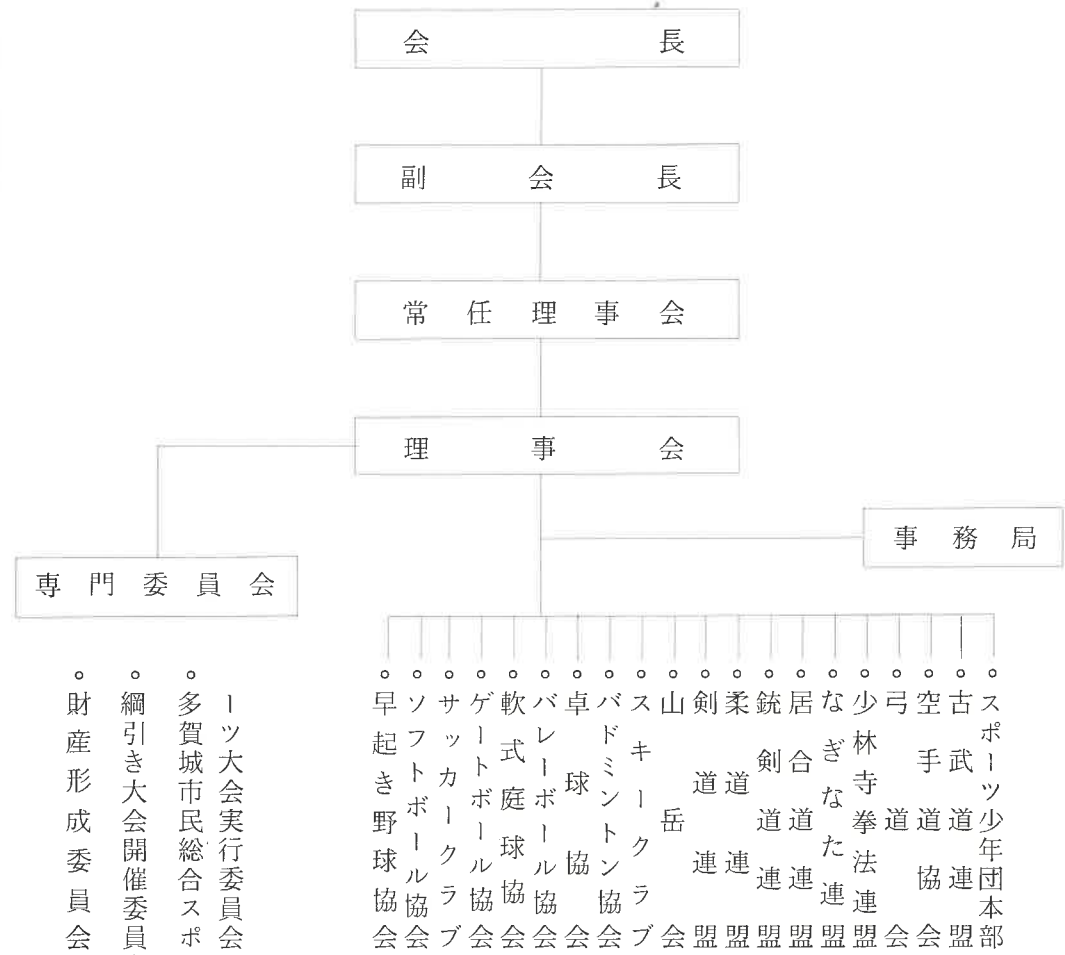 会長
副会長
常任理事会
理事会
事務局
専門委員会
。スポーツ少年団本部
。古武道連盟
。空手道協会
。弓道会
。少林寺拳法連盟
。なぎなた連盟
。居合道連盟
。銃剣道連盟
。柔道連盟
。剣道連盟
。山岳会
。スキークラブ
。バドミントン協会
。卓球協会
。バレーボール協会
。軟式庭球協会
。ゲートボール協会
。サッカークラブ
。ソフトボール協会
。早起き野球協会
。多賀城市民総合スポ
ーツ大会実行委員会
。綱引き大会開催委員
。財産形成委員会